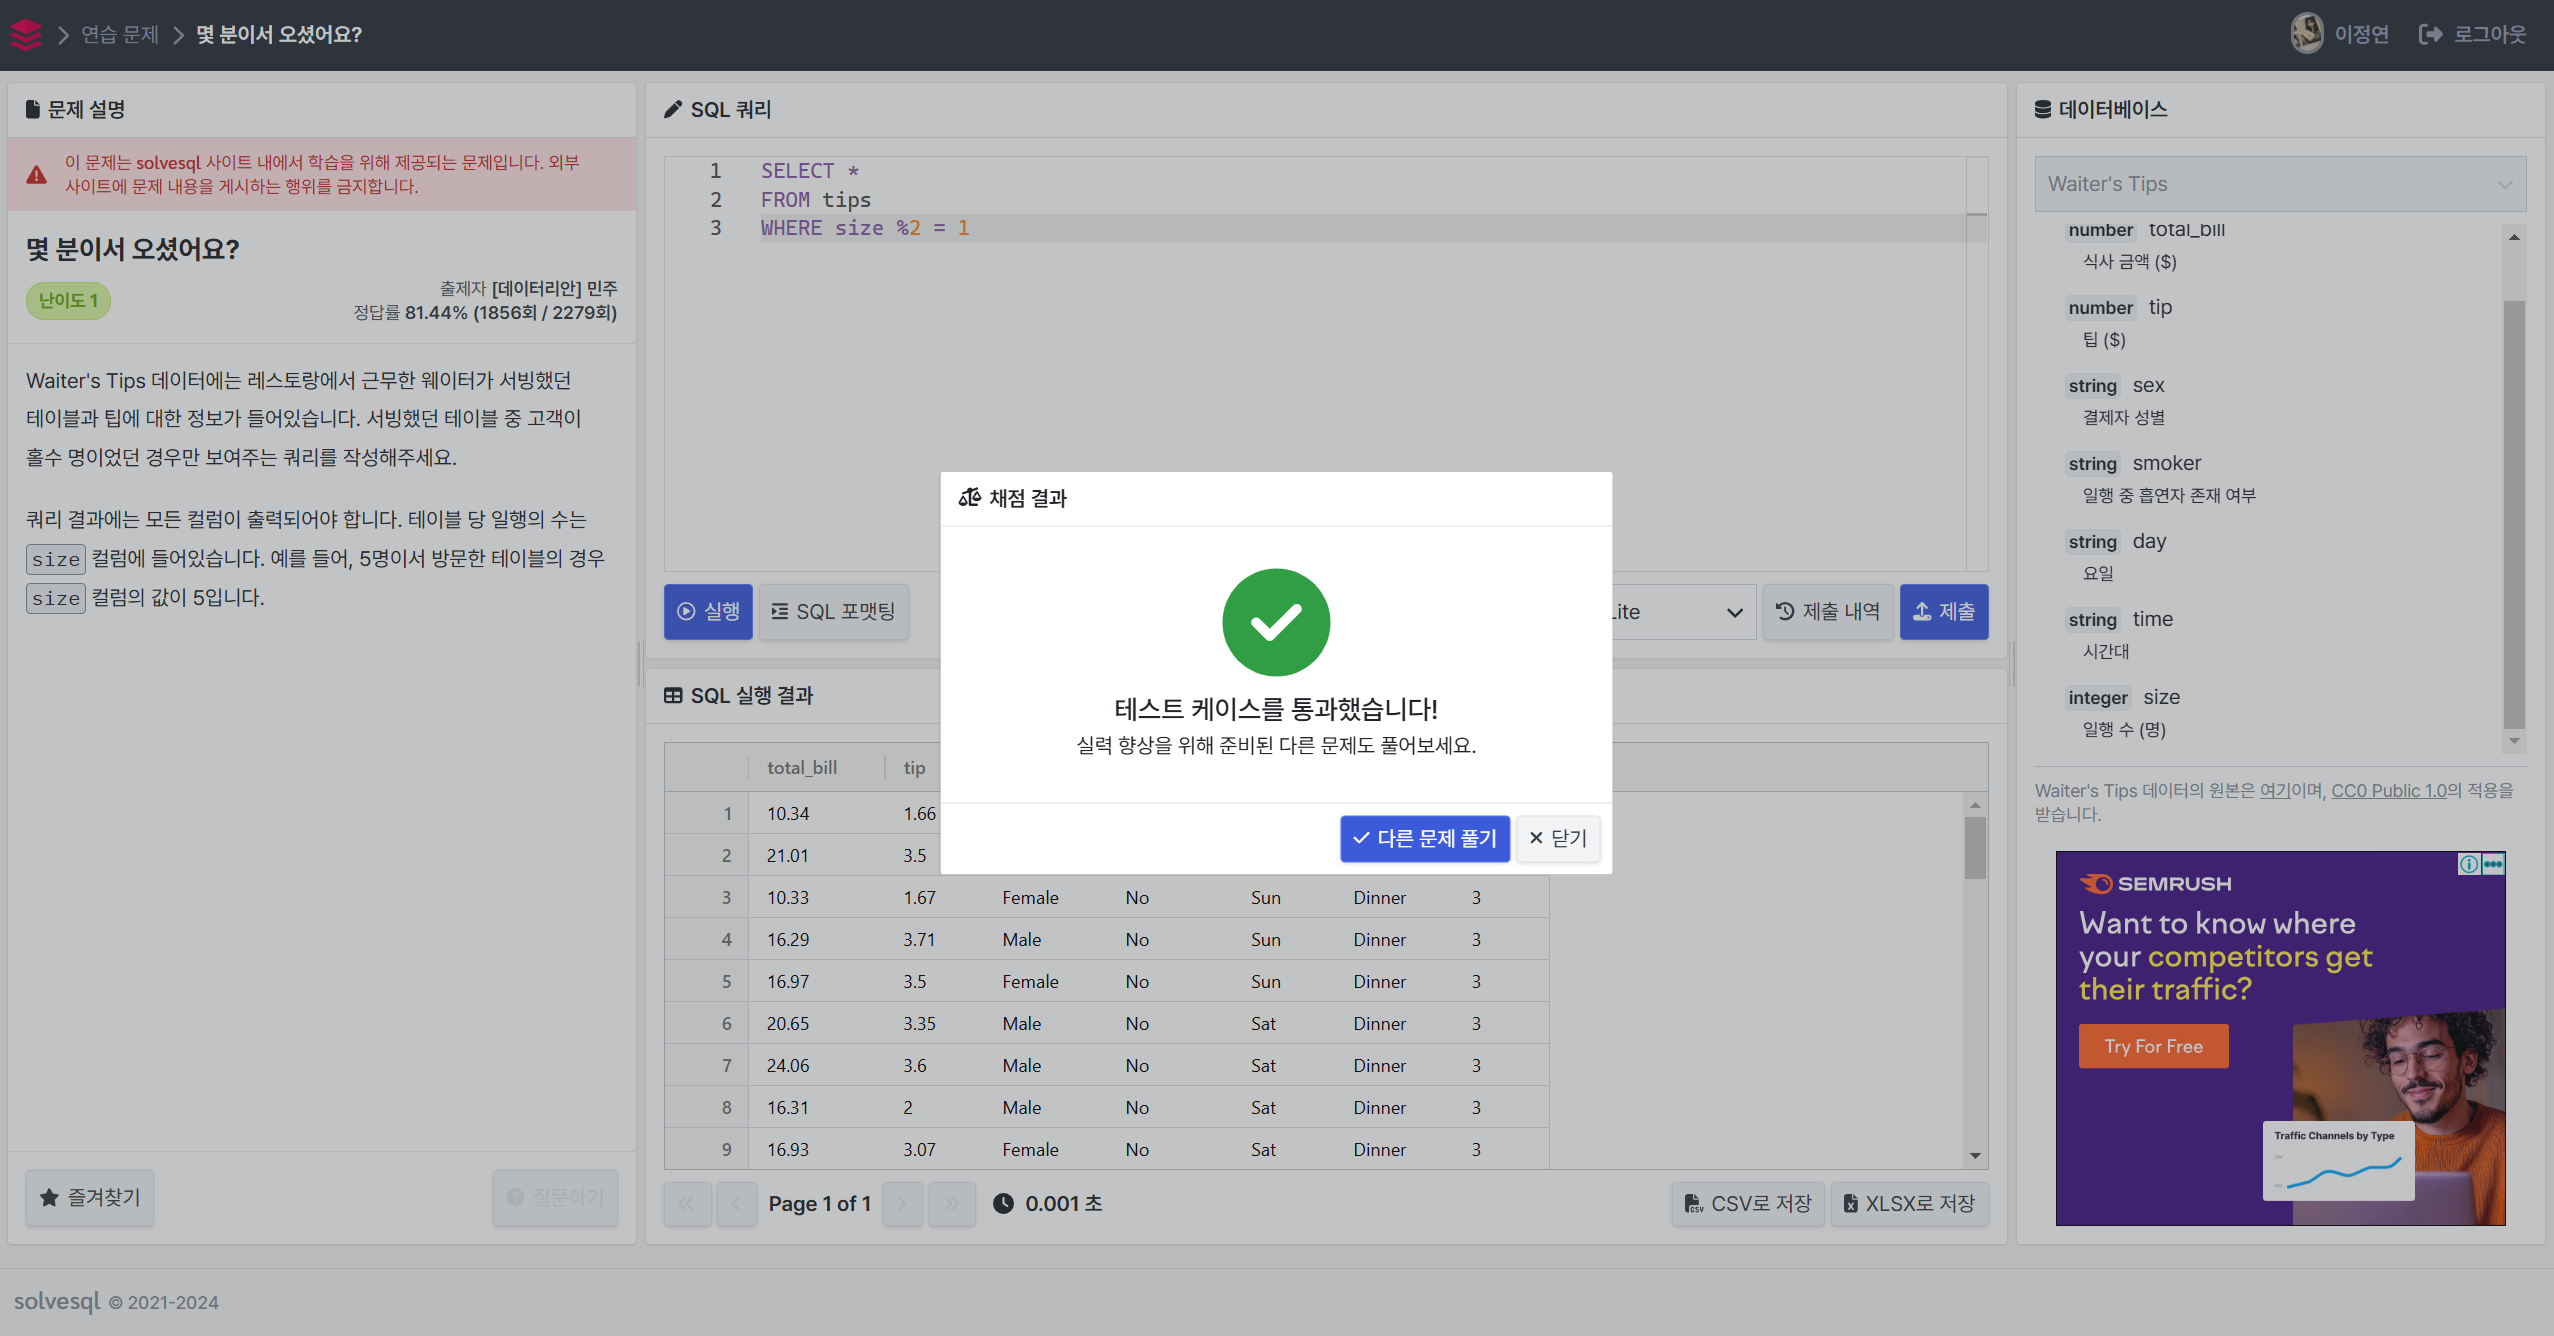 연습 문제
몇 분이서 오셨어요?
이정연
로그아웃
문제 설명
이 문제는 solvesql 사이트 내에서 학습을 위해 제공되는 문제입니다. 외부
사이트에 문제 내용을 게시하는 행위를 금지합니다.
몇 분이서 오셨어요?
난이도 1
출제자 [데이터리안] 민주
정답률 81.44% (1856회 / 2279회)
Waiter's Tips 데이터에는 레스토랑에서 근무한 웨이터가 서빙했던
테이블과 팁에 대한 정보가 들어있습니다. 서빙했던 테이블 중 고객이
홀수 명이었던 경우만 보여주는 쿼리를 작성해주세요.
쿼리 결과에는 모든 컬럼이 출력되어야 합니다. 테이블 당 일행의 수는
size 컬럼에 들어있습니다. 예를 들어, 5명이서 방문한 테이블의 경우
size 컬럼의 값이 5입니다.
즐겨찾기
질문하기
SQL 쿼리
1 SELECT *
2 FROM tips
3 WHERE size %2 = 1
실행
SQL 포맷팅
Lite
제출 내역
제출
채점 결과
테스트 케이스를 통과했습니다!
실력 향상을 위해 준비된 다른 문제도 풀어보세요.
다른 문제 풀기
닫기
SQL 실행 결과
total_bill tip
1 10.34 1.66
2 21.01 3.5
3 10.33 1.67 Female No Sun Dinner 3
4 16.29 3.71 Male No Sun Dinner 3
5 16.97 3.5 Female No Sun Dinner 3
6 20.65 3.35 Male No Sat Dinner 3
7 24.06 3.6 Male No Sat Dinner 3
8 16.31 2 Male No Sat Dinner 3
9 16.93 3.07 Female No Sat Dinner 3
Page 1 of 1
0.001 초
CSV로 저장
XLSX로 저장
데이터베이스
Waiter's Tips
number total_bill
식사 금액 ($)
number tip
팁 ($)
string sex
결제자 성별
string smoker
일행 중 흡연자 존재 여부
string day
요일
string time
시간대
integer size
일행 수 (명)
Waiter's Tips 데이터의 원본은 여기이며, CC0 Public 1.0의 적용을
받습니다.
SEMRUSH
Want to know where
your competitors get
their traffic?
Try For Free
Traffic Channels by Type
solvesql © 2021-2024